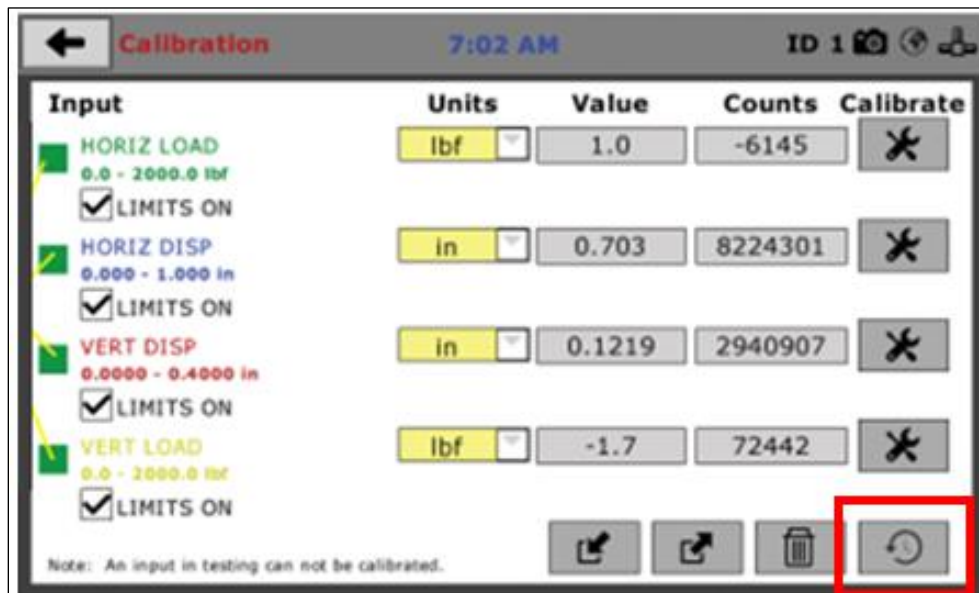 Calibration 7:02 AM ID 1
Input Units Value Counts Calibrate
HORIZ LOAD lbf 1.0 -6145
0.0 - 2000.0 lbf
LIMITS ON
HORIZ DISP in 0.703 8224301
0.000 - 1.000 in
LIMITS ON
VERT DISP in 0.1219 2940907
0.0000 - 0.4000 in
LIMITS ON
VERT LOAD lbf -1.7 72442
0.0 - 2000.0 lbf
LIMITS ON
Note: An input in testing can not be calibrated.